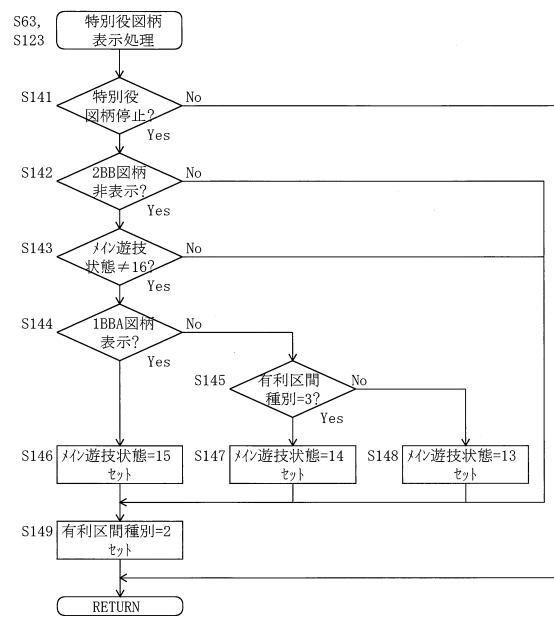 S63,
S123
特別役図柄
表示処理
S141
特別役
図柄停止?
No
Yes
S142
2BB図柄
非表示?
No
Yes
S143
ﾒｲﾝ遊技
状態≠16?
No
Yes
S144
1BBA図柄
表示?
No
Yes
S145
有利区間
種別=3?
No
Yes
S146
ﾒｲﾝ遊技状態=15
ｾｯﾄ
S147
ﾒｲﾝ遊技状態=14
ｾｯﾄ
S148
ﾒｲﾝ遊技状態=13
ｾｯﾄ
S149
有利区間種別=2
ｾｯﾄ
RETURN